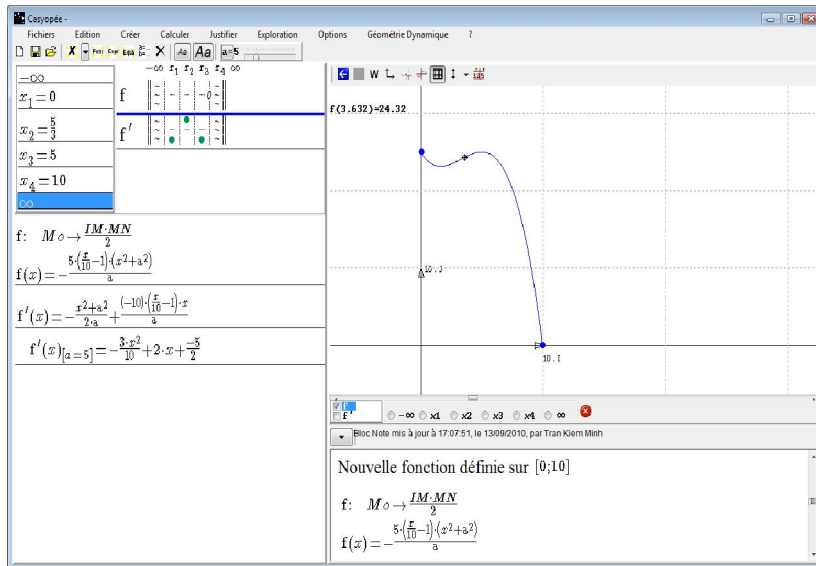 Casyopée -
Fichiers Edition Créer Calculer Justifier Exploration Options Géométrie Dynamique ?
a=5
W
-∞ x1 x2 x3 x4 ∞
-∞
x₁=0
x₂=5/3
x₃=5
x₄=10
∞
f
f′
f: M→IM·MN/2
f(x)=-5·(x/10-1)·(x²+a²)/a
f′(x)=-(x²+a²)/(2·a)+(-10)·(x/10-1)·x/a
f′(x)[a=5]=-3·x²/10+2·x+-5/2
f(3.632)=24.32
10.J
10.I
f
f′
-∞ x1 x2 x3 x4 ∞
Bloc Note mis à jour à 17:07:51, le 13/09/2010, par Tran Kiem Minh
Nouvelle fonction définie sur [0;10]
f: M→IM·MN/2
f(x)=-5·(x/10-1)·(x²+a²)/a